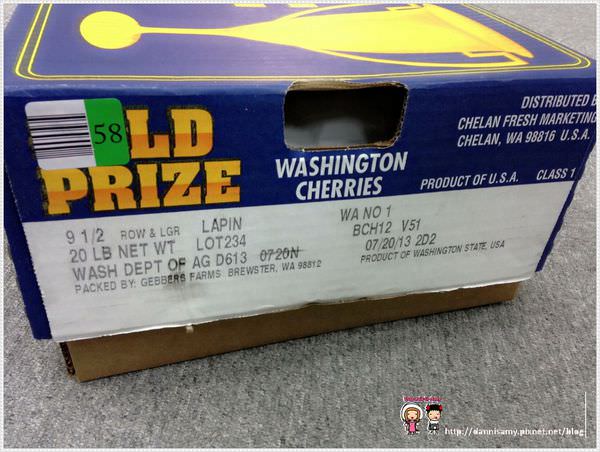 58
LD
PRIZE
WASHINGTON
CHERRIES
DISTRIBUTED
CHELAN FRESH MARKETING
CHELAN, WA 98816 U.S.A.
PRODUCT OF U.S.A. CLASS 1
9 1/2 ROW & LGR LAPIN WA NO 1
20 LB NET WT LOT234 BCH12 V51
WASH DEPT OF AG D613 0720N 07/20/13 2D2
PACKED BY: GEBBERS FARMS BREWSTER, WA 98812 PRODUCT OF WASHINGTON STATE, USA
http://dannisamy.pixnet.net/blog